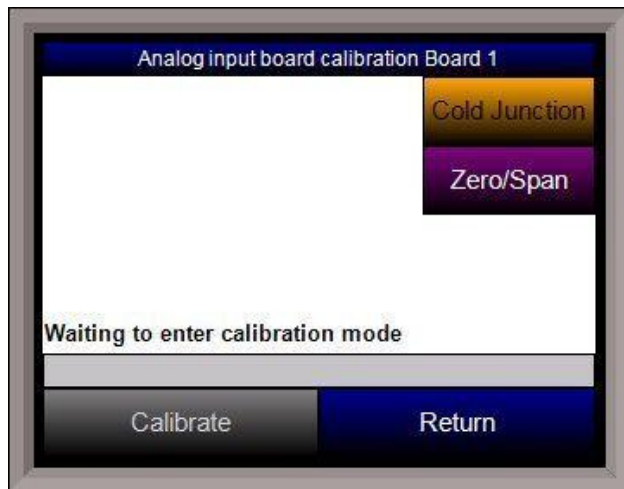 Analog input board calibration Board 1
Cold Junction
Zero/Span
Waiting to enter calibration mode
Calibrate
Return